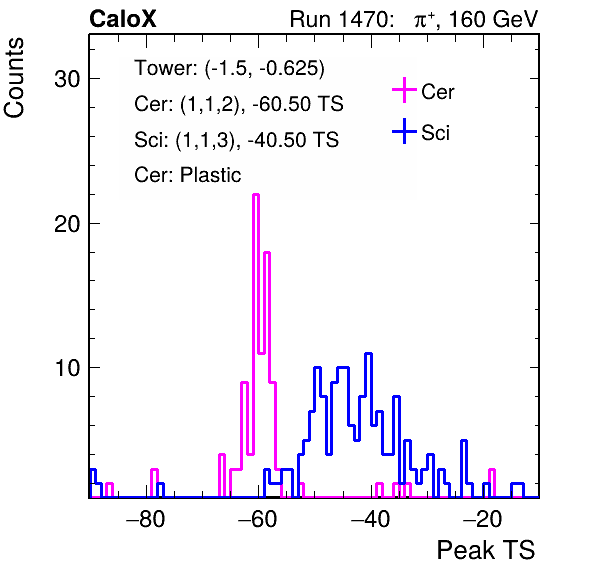 CaloX Run 1470: π⁺, 160 GeV
Counts
Tower: (-1.5, -0.625)
Cer: (1,1,2), -60.50 TS
Sci: (1,1,3), -40.50 TS
Cer: Plastic
Cer
Sci
30
20
10
−80 −60 −40 −20
Peak TS